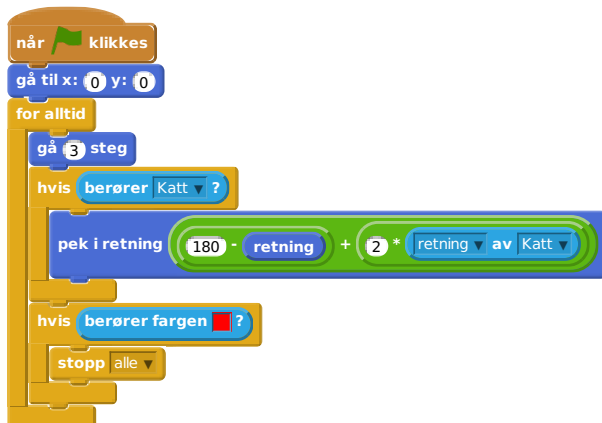 når klikkes
gå til x: 0 y: 0
for alltid
gå 3 steg
hvis berører Katt ?
pek i retning 180 - retning + 2 * retning av Katt
hvis berører fargen ?
stopp alle